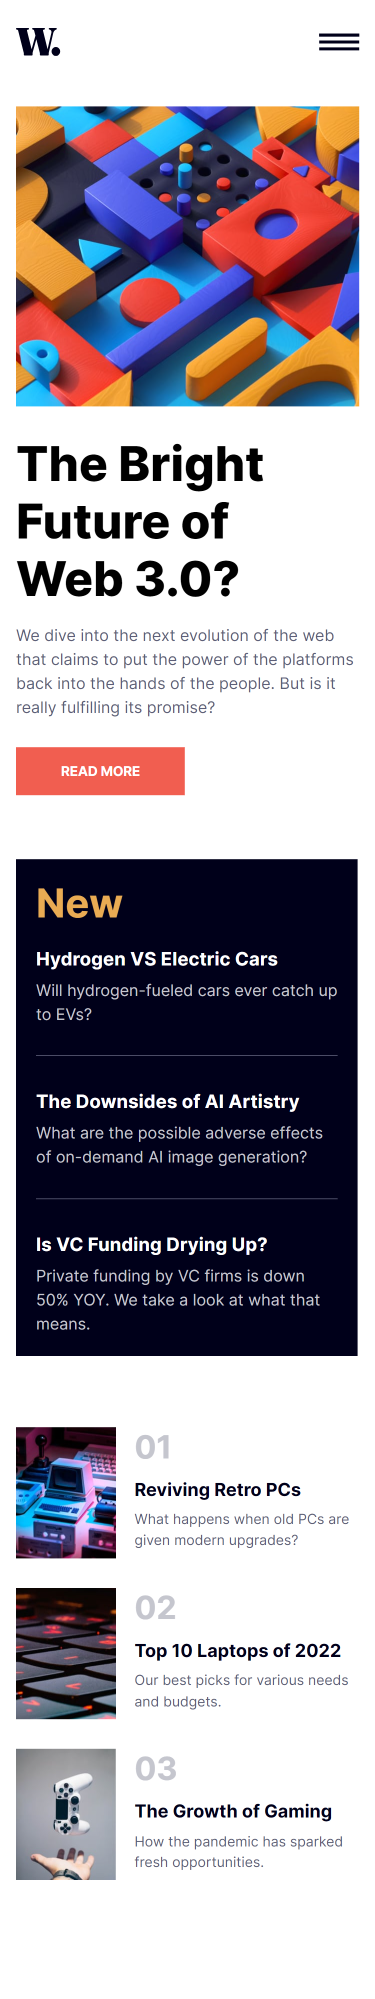 W.
The Bright
Future of
Web 3.0?
We dive into the next evolution of the web
that claims to put the power of the platforms
back into the hands of the people. But is it
really fulfilling its promise?
READ MORE
New
Hydrogen VS Electric Cars
Will hydrogen-fueled cars ever catch up
to EVs?
The Downsides of AI Artistry
What are the possible adverse effects
of on-demand AI image generation?
Is VC Funding Drying Up?
Private funding by VC firms is down
50% YOY. We take a look at what that
means.
01
Reviving Retro PCs
What happens when old PCs are
given modern upgrades?
02
Top 10 Laptops of 2022
Our best picks for various needs
and budgets.
03
The Growth of Gaming
How the pandemic has sparked
fresh opportunities.